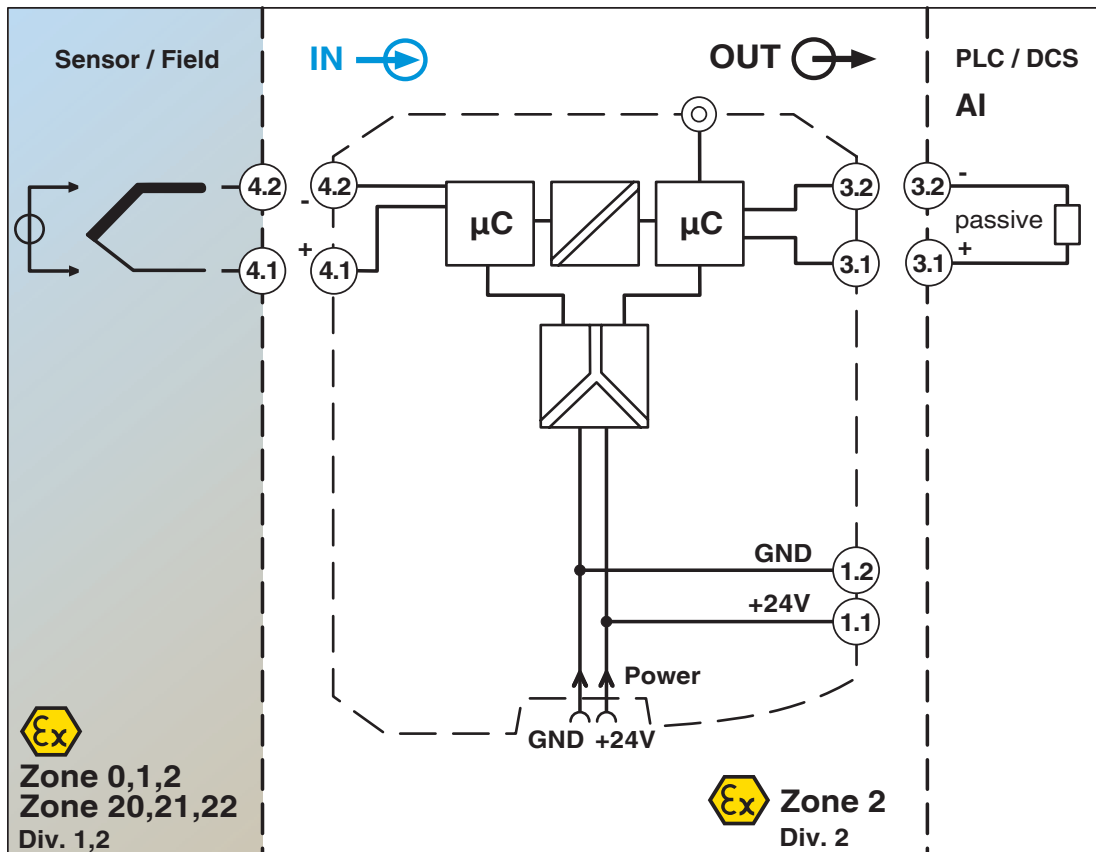 Sensor / Field
IN
OUT
PLC / DCS
AI
4.2
4.2
-
3.2
3.2
-
µC
µC
passive
4.1
+
4.1
3.1
3.1
+
GND
1.2
+24V
1.1
Power
GND +24V
Ex
Zone 0,1,2
Zone 20,21,22
Div. 1,2
Ex
Zone 2
Div. 2